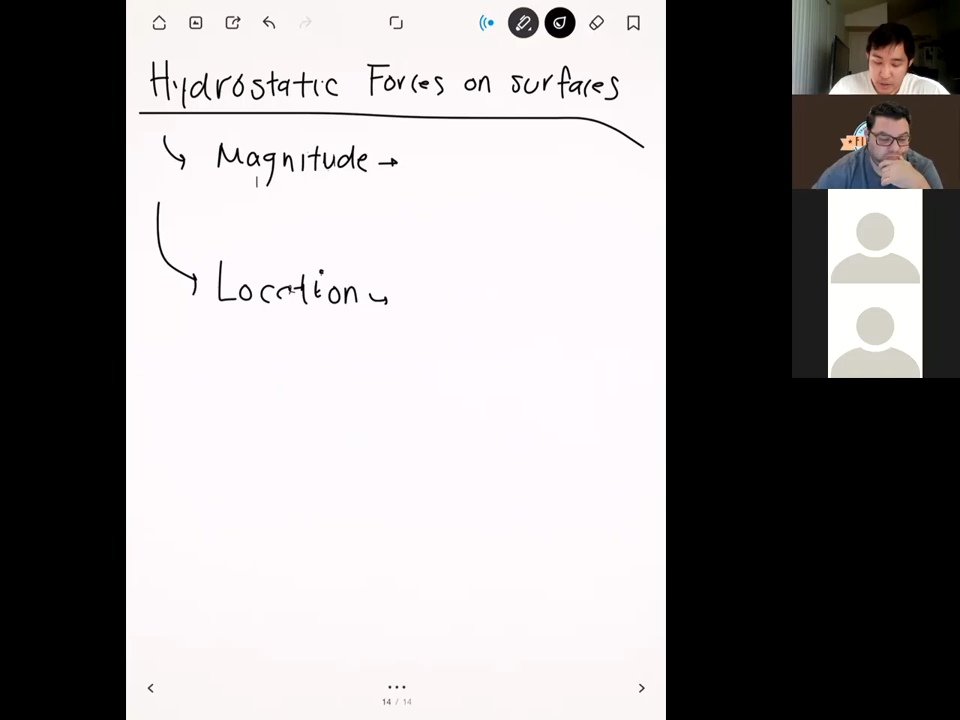 Hydrostatic Forces on surfaces
Magnitude →
Location
14 / 14